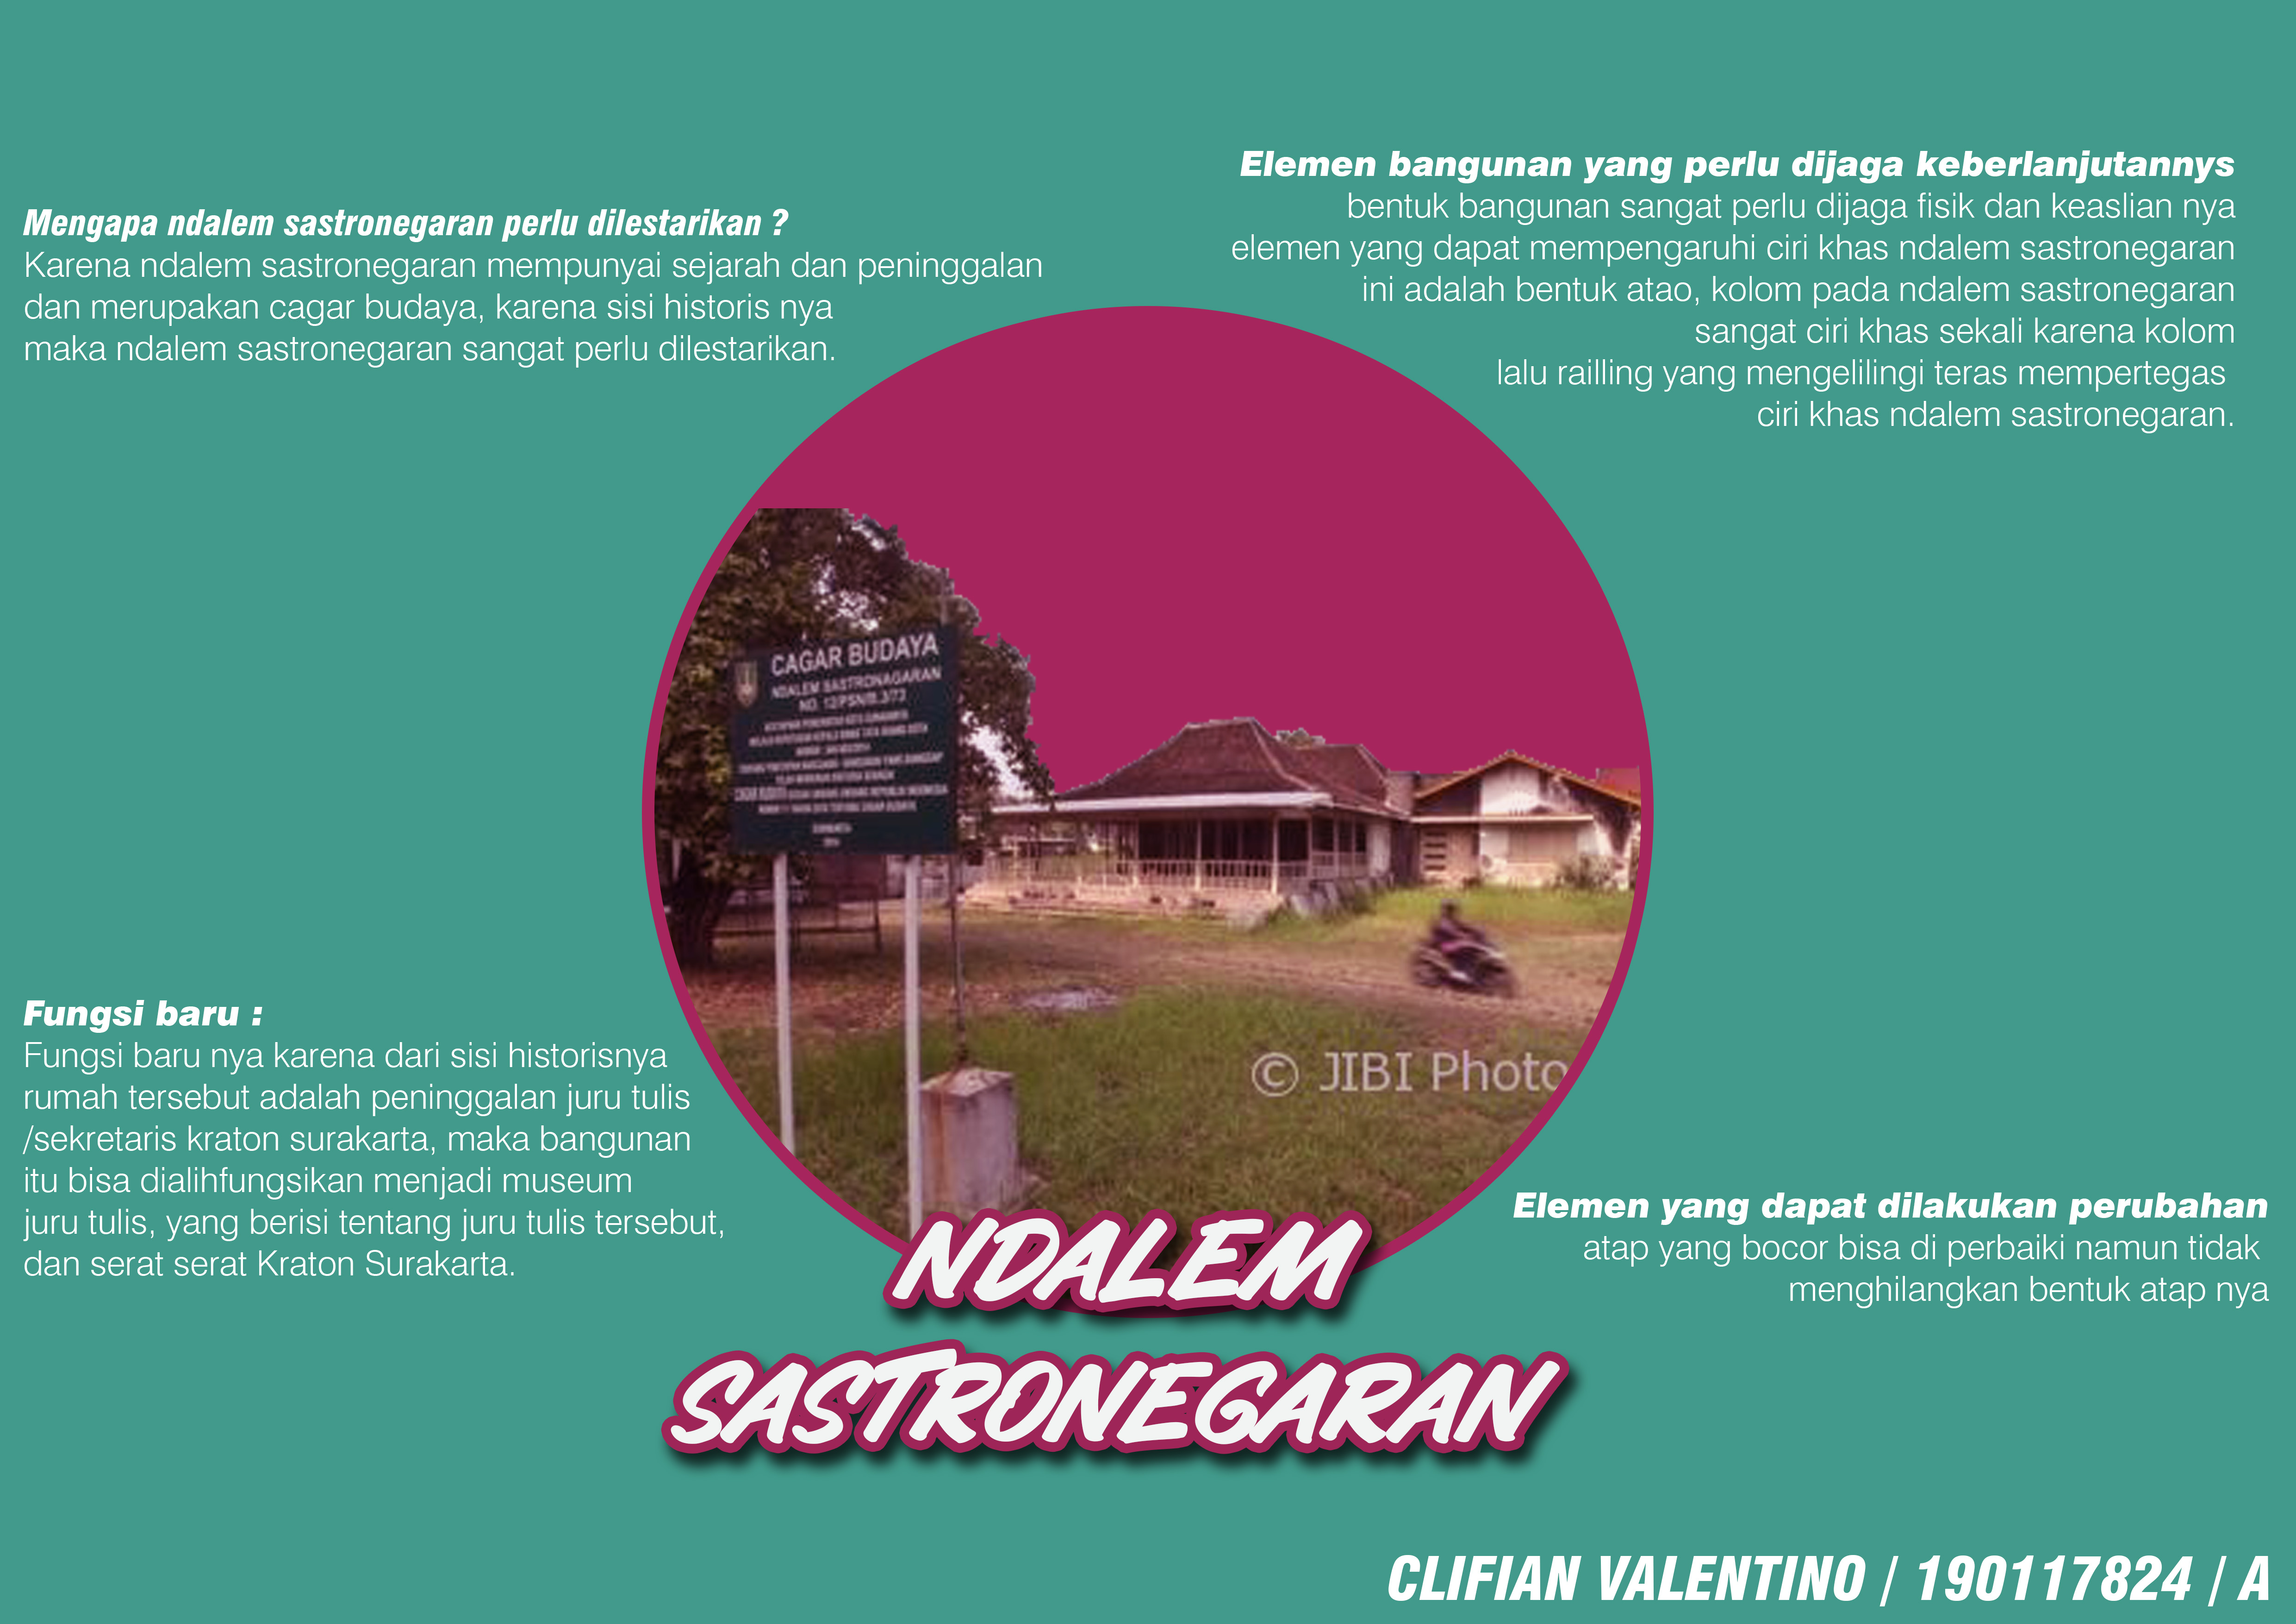 Mengapa ndalem sastronegaran perlu dilestarikan ?
Karena ndalem sastronegaran mempunyai sejarah dan peninggalan
dan merupakan cagar budaya, karena sisi historis nya
maka ndalem sastronegaran sangat perlu dilestarikan.
Elemen bangunan yang perlu dijaga keberlanjutannys
bentuk bangunan sangat perlu dijaga fisik dan keaslian nya
elemen yang dapat mempengaruhi ciri khas ndalem sastronegaran
ini adalah bentuk atao, kolom pada ndalem sastronegaran
sangat ciri khas sekali karena kolom
lalu railling yang mengelilingi teras mempertegas
ciri khas ndalem sastronegaran.
CAGAR BUDAYA
NDALEM SASTRONAGARAN
© JIBI Photo
Fungsi baru :
Fungsi baru nya karena dari sisi historisnya
rumah tersebut adalah peninggalan juru tulis
/sekretaris kraton surakarta, maka bangunan
itu bisa dialihfungsikan menjadi museum
juru tulis, yang berisi tentang juru tulis tersebut,
dan serat serat Kraton Surakarta.
Elemen yang dapat dilakukan perubahan
atap yang bocor bisa di perbaiki namun tidak
menghilangkan bentuk atap nya
NDALEM
SASTRONEGARAN
CLIFIAN VALENTINO / 190117824 / A